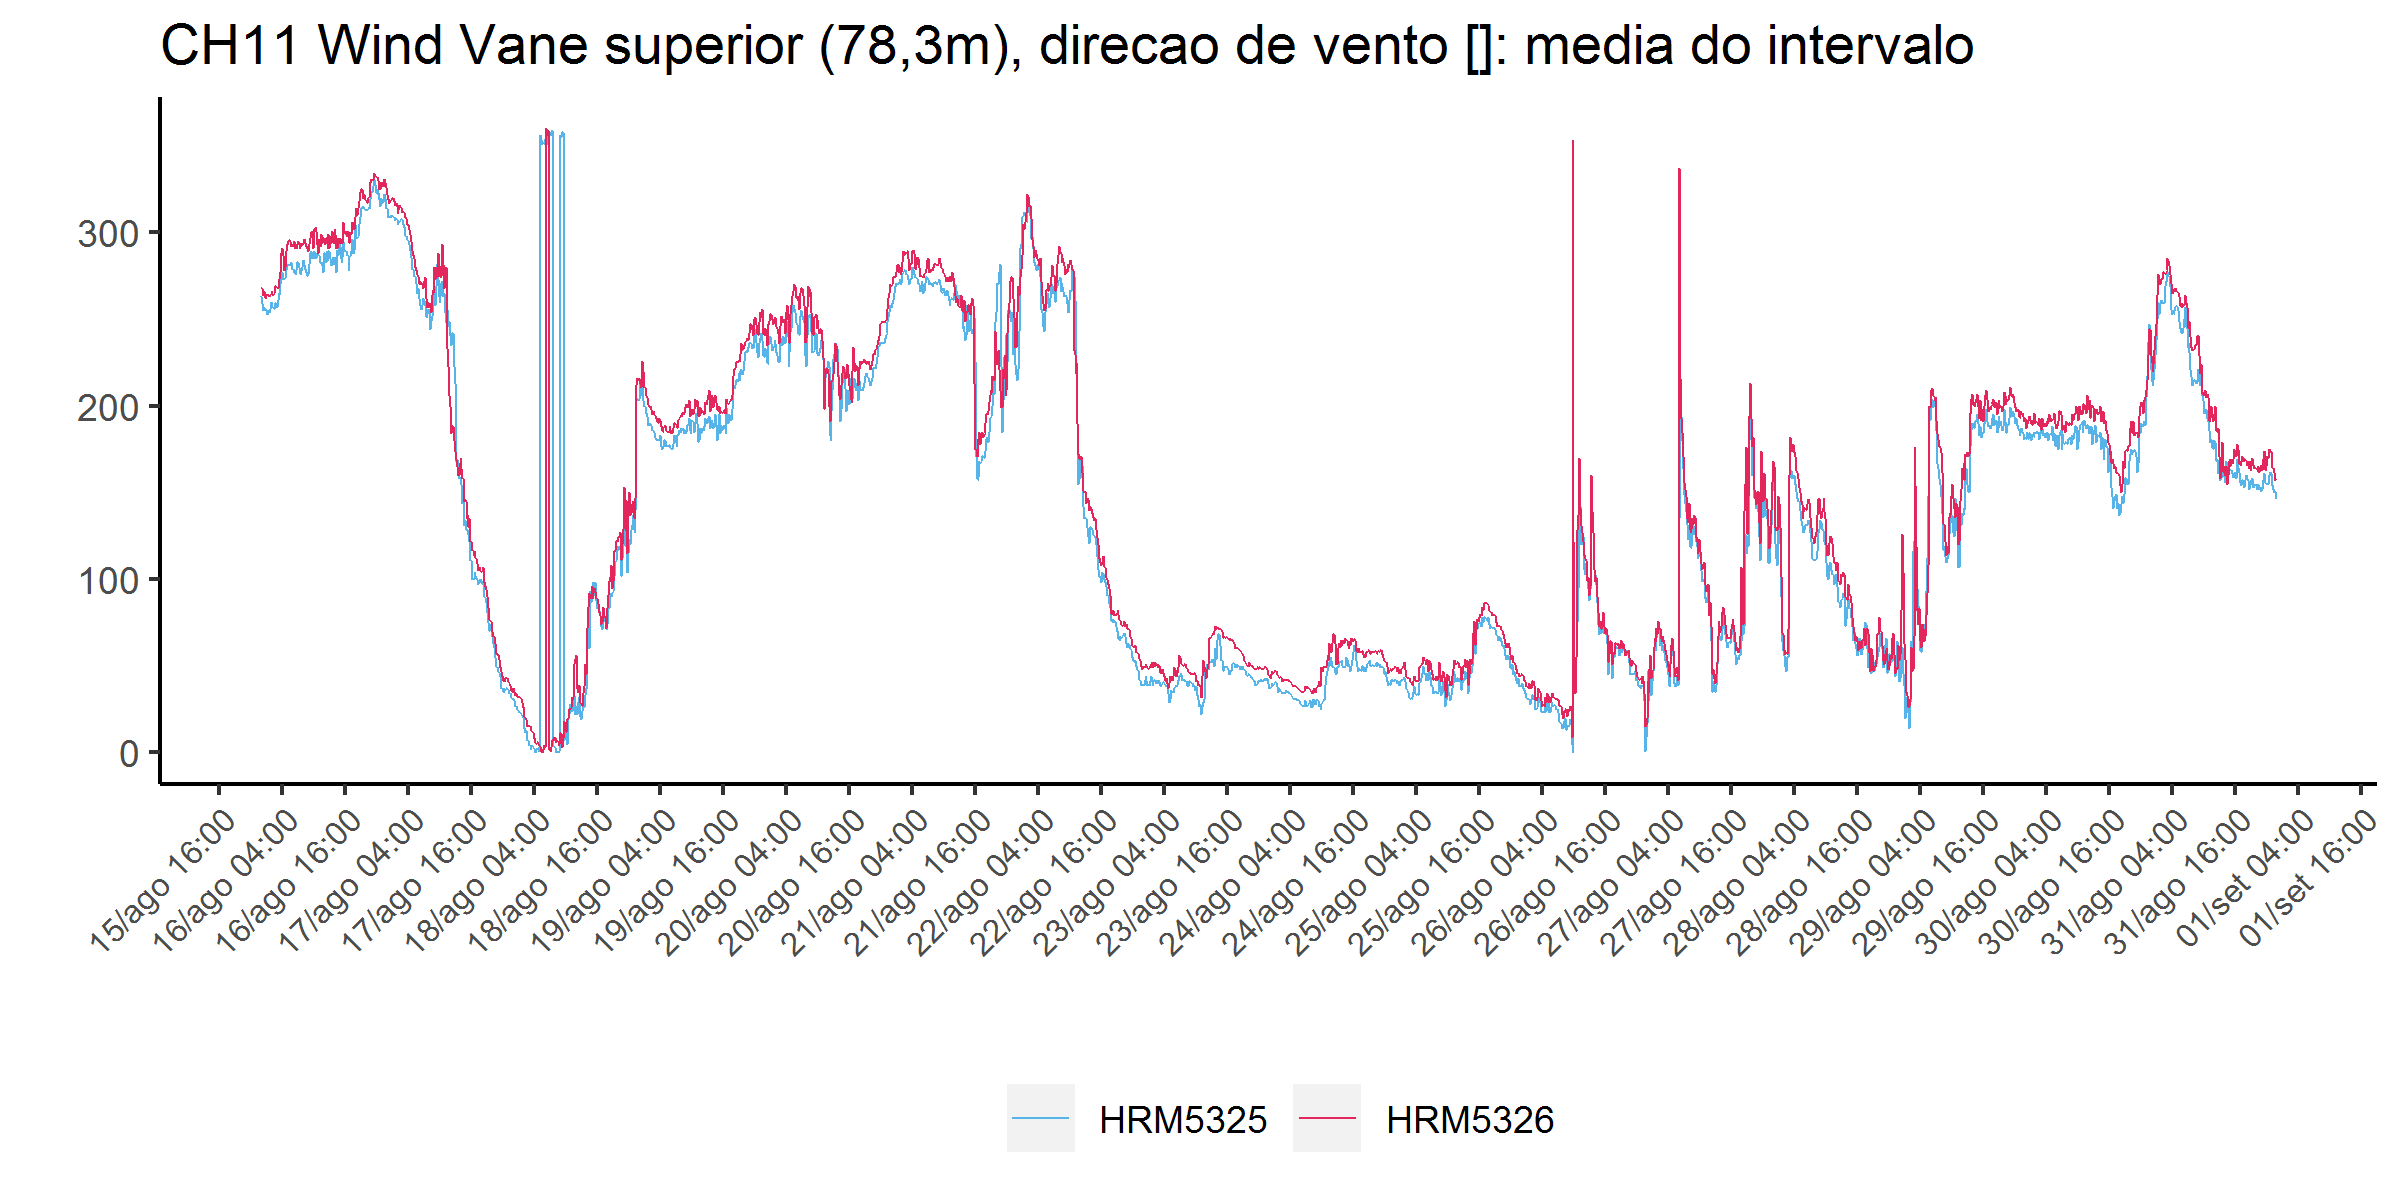 CH11 Wind Vane superior (78,3m), direcao de vento []: media do intervalo
300
200
100
0
15/ago 16:00
16/ago 04:00
16/ago 16:00
17/ago 04:00
17/ago 16:00
18/ago 04:00
18/ago 16:00
19/ago 04:00
19/ago 16:00
20/ago 04:00
20/ago 16:00
21/ago 04:00
21/ago 16:00
22/ago 04:00
22/ago 16:00
23/ago 04:00
23/ago 16:00
24/ago 04:00
24/ago 16:00
25/ago 04:00
25/ago 16:00
26/ago 04:00
26/ago 16:00
27/ago 04:00
27/ago 16:00
28/ago 04:00
28/ago 16:00
29/ago 04:00
29/ago 16:00
30/ago 04:00
30/ago 16:00
31/ago 04:00
31/ago 16:00
01/set 04:00
01/set 16:00
HRM5325
HRM5326